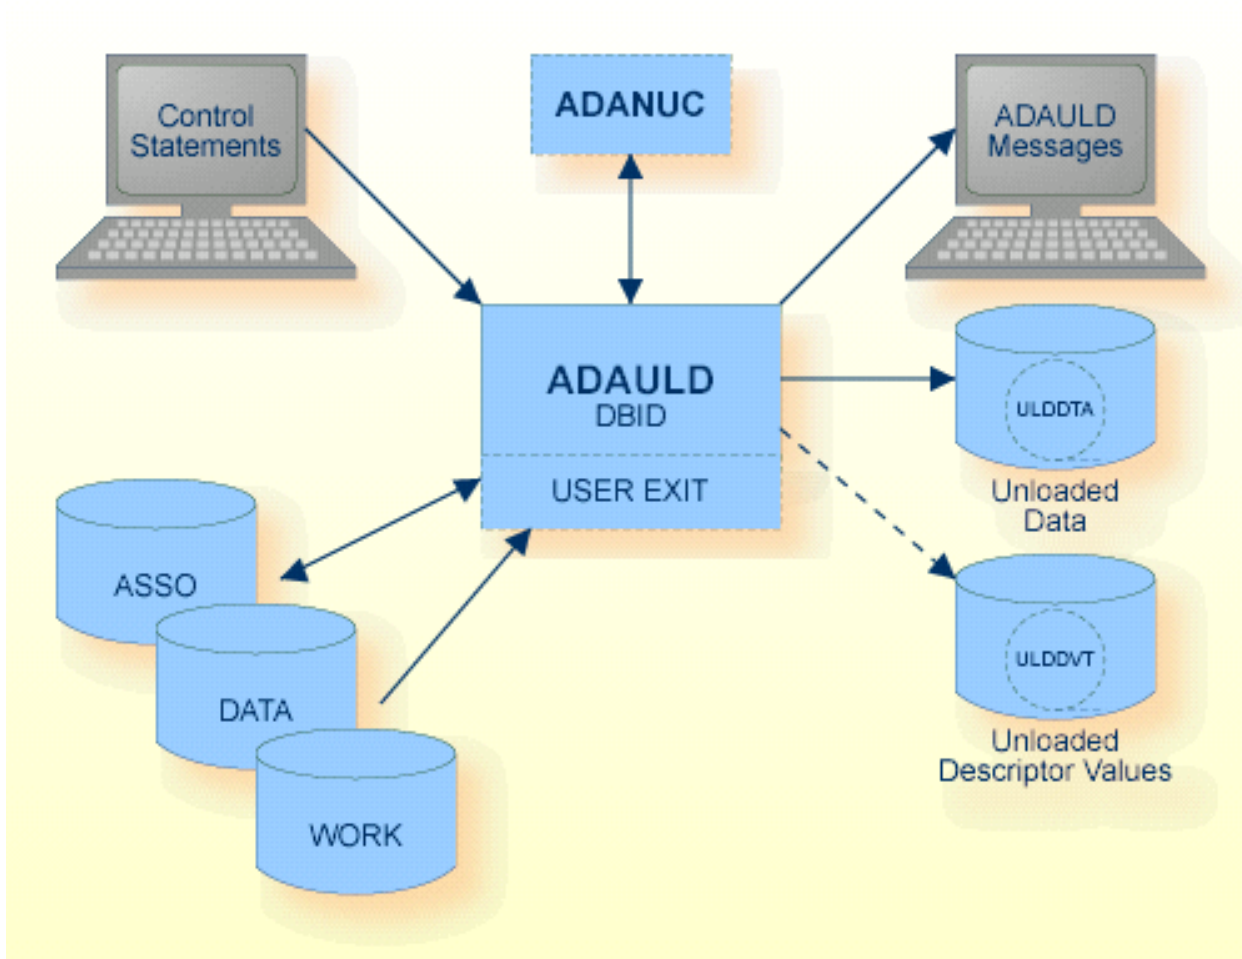 Control
Statements
ADANUC
ADAULD
Messages
ADAULD
DBID
USER EXIT
ULDDTA
Unloaded
Data
ASSO
DATA
WORK
ULDDVT
Unloaded
Descriptor Values